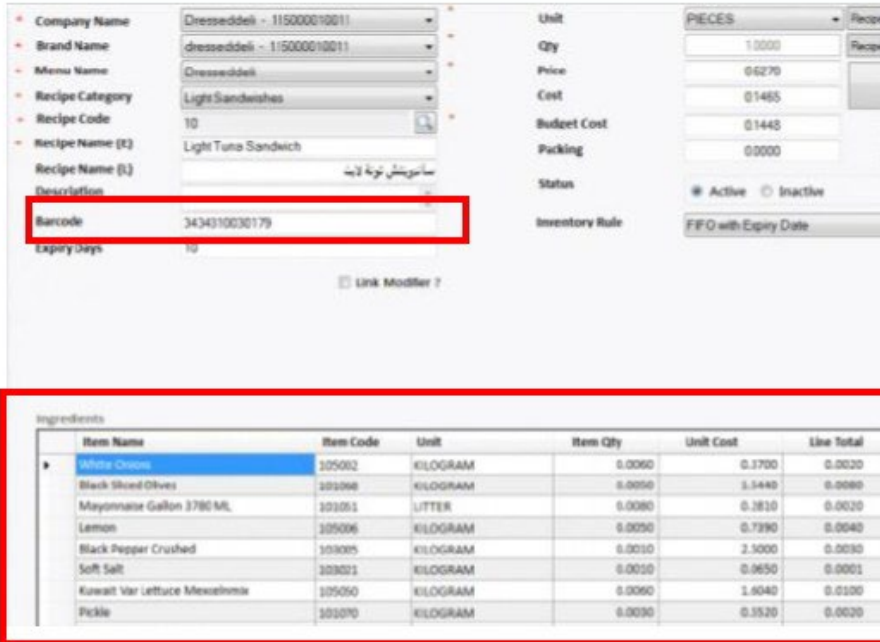 Company Name Dresseddeli - 1151000010011 Unit PIECES Recipe
Brand Name dresseddeli - 1151000010011 Qty 1.0000 Recipe
Menu Name Dresseddeli Price 0.6270
Recipe Category Light Sandwishes Cost 0.1465
Recipe Code 10 Budget Cost 0.1448
Recipe Name (E) Light Tuna Sandwich Packing 0.0000
Recipe Name (L) ساندويتش تونة لايت
Description Status Active Inactive
Barcode 3434310030179 Inventory Rule FIFO with Expiry Date
Expiry Days 10
Link Modifier ?
Ingredients
Item Name Item Code Unit Item Qty Unit Cost Line Total
White Onions 105002 KILOGRAM 0.0060 0.3700 0.0020
Black Sliced Olives 101068 KILOGRAM 0.0050 0.0080
Mayonnaise Gallon 3780 ML 101051 LITTER 0.0080 0.2810 0.0020
Lemon 105006 KILOGRAM 0.0050 0.7390 0.0040
Black Pepper Crushed 103005 KILOGRAM 0.0010 2.5000 0.0030
Soft Salt 103021 KILOGRAM 0.0010 0.0650 0.0001
Kuwait Var Lettuce 105050 KILOGRAM 0.0060 1.6040 0.0100
Pickle 101070 KILOGRAM 0.0030 0.3520 0.0020